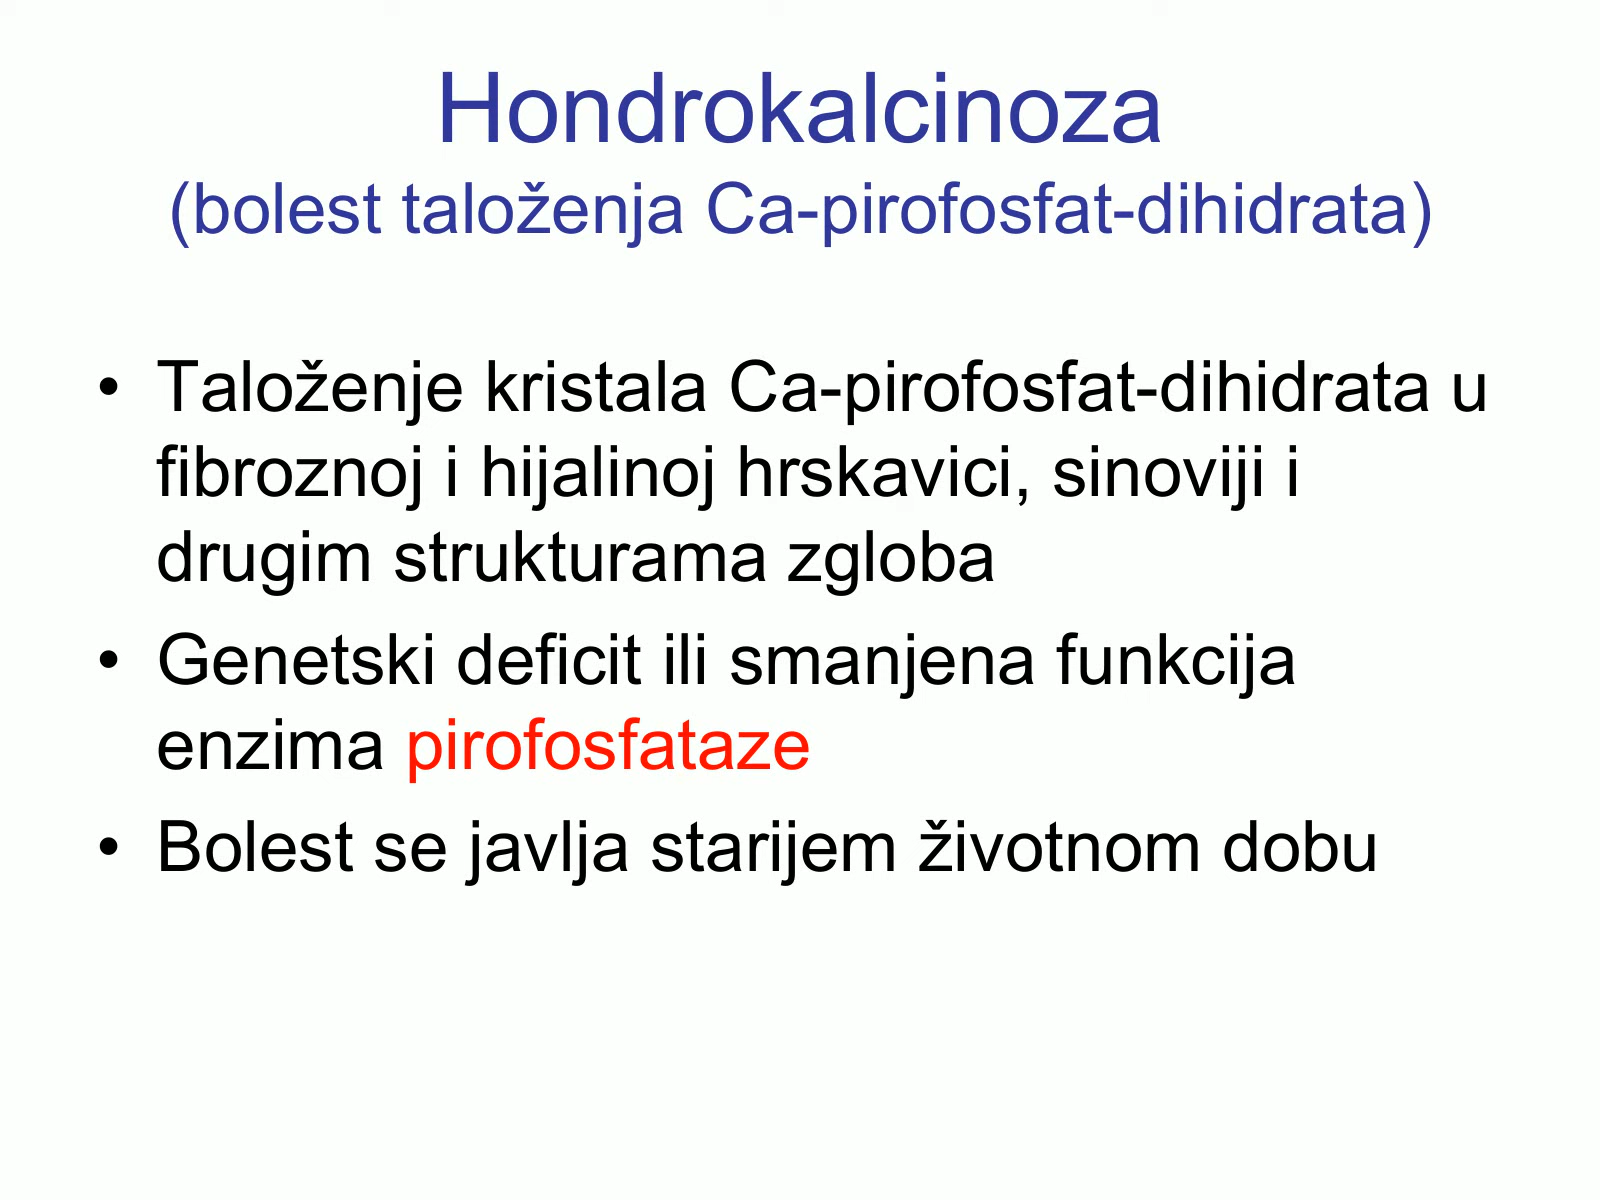 Hondrokalcinoza
(bolest taloženja Ca-pirofosfat-dihidrata)
• Taloženje kristala Ca-pirofosfat-dihidrata u
fibroznoj i hijalinoj hrskavici, sinoviji i
drugim strukturama zgloba
• Genetski deficit ili smanjena funkcija
enzima pirofosfataze
• Bolest se javlja starijem životnom dobu